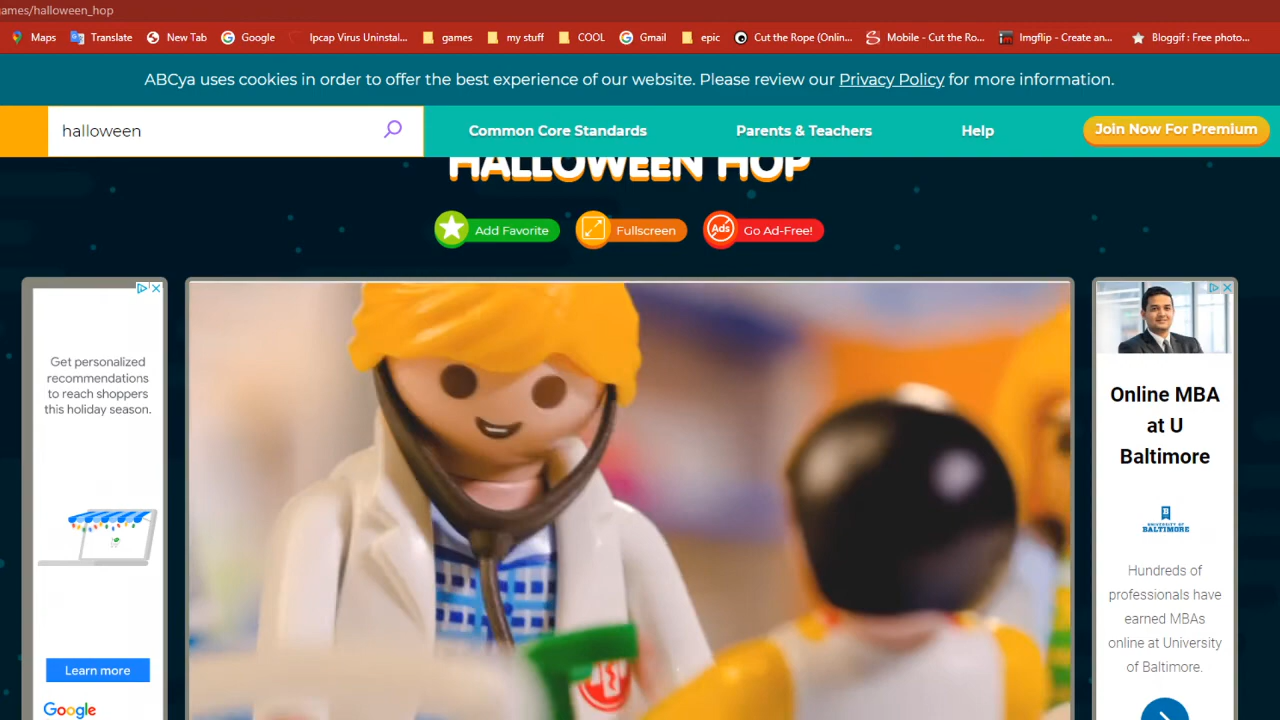 games/halloween_hop
Maps Translate New Tab Google Ipcap Virus Uninstal... games my stuff COOL Gmail epic Cut the Rope (Onlin... Mobile - Cut the Ro... Imgflip - Create an... Bloggif : Free photo...
ABCya uses cookies in order to offer the best experience of our website. Please review our Privacy Policy for more information.
halloween Common Core Standards Parents & Teachers Help Join Now For Premium
HALLOWEEN HOP
Add Favorite Fullscreen Ads Go Ad-Free!
Get personalized
recommendations
to reach shoppers
this holiday season.
Learn more
Google
Online MBA
at U
Baltimore
UNIVERSITY OF
BALTIMORE
Hundreds of
professionals have
earned MBAs
online at University
of Baltimore.